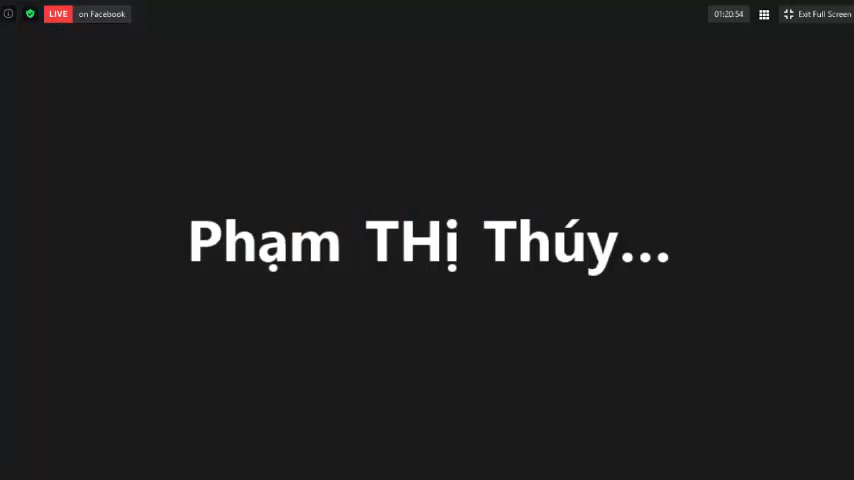 LIVE on Facebook
01:20:54
Exit Full Screen
Phạm THị Thúy...